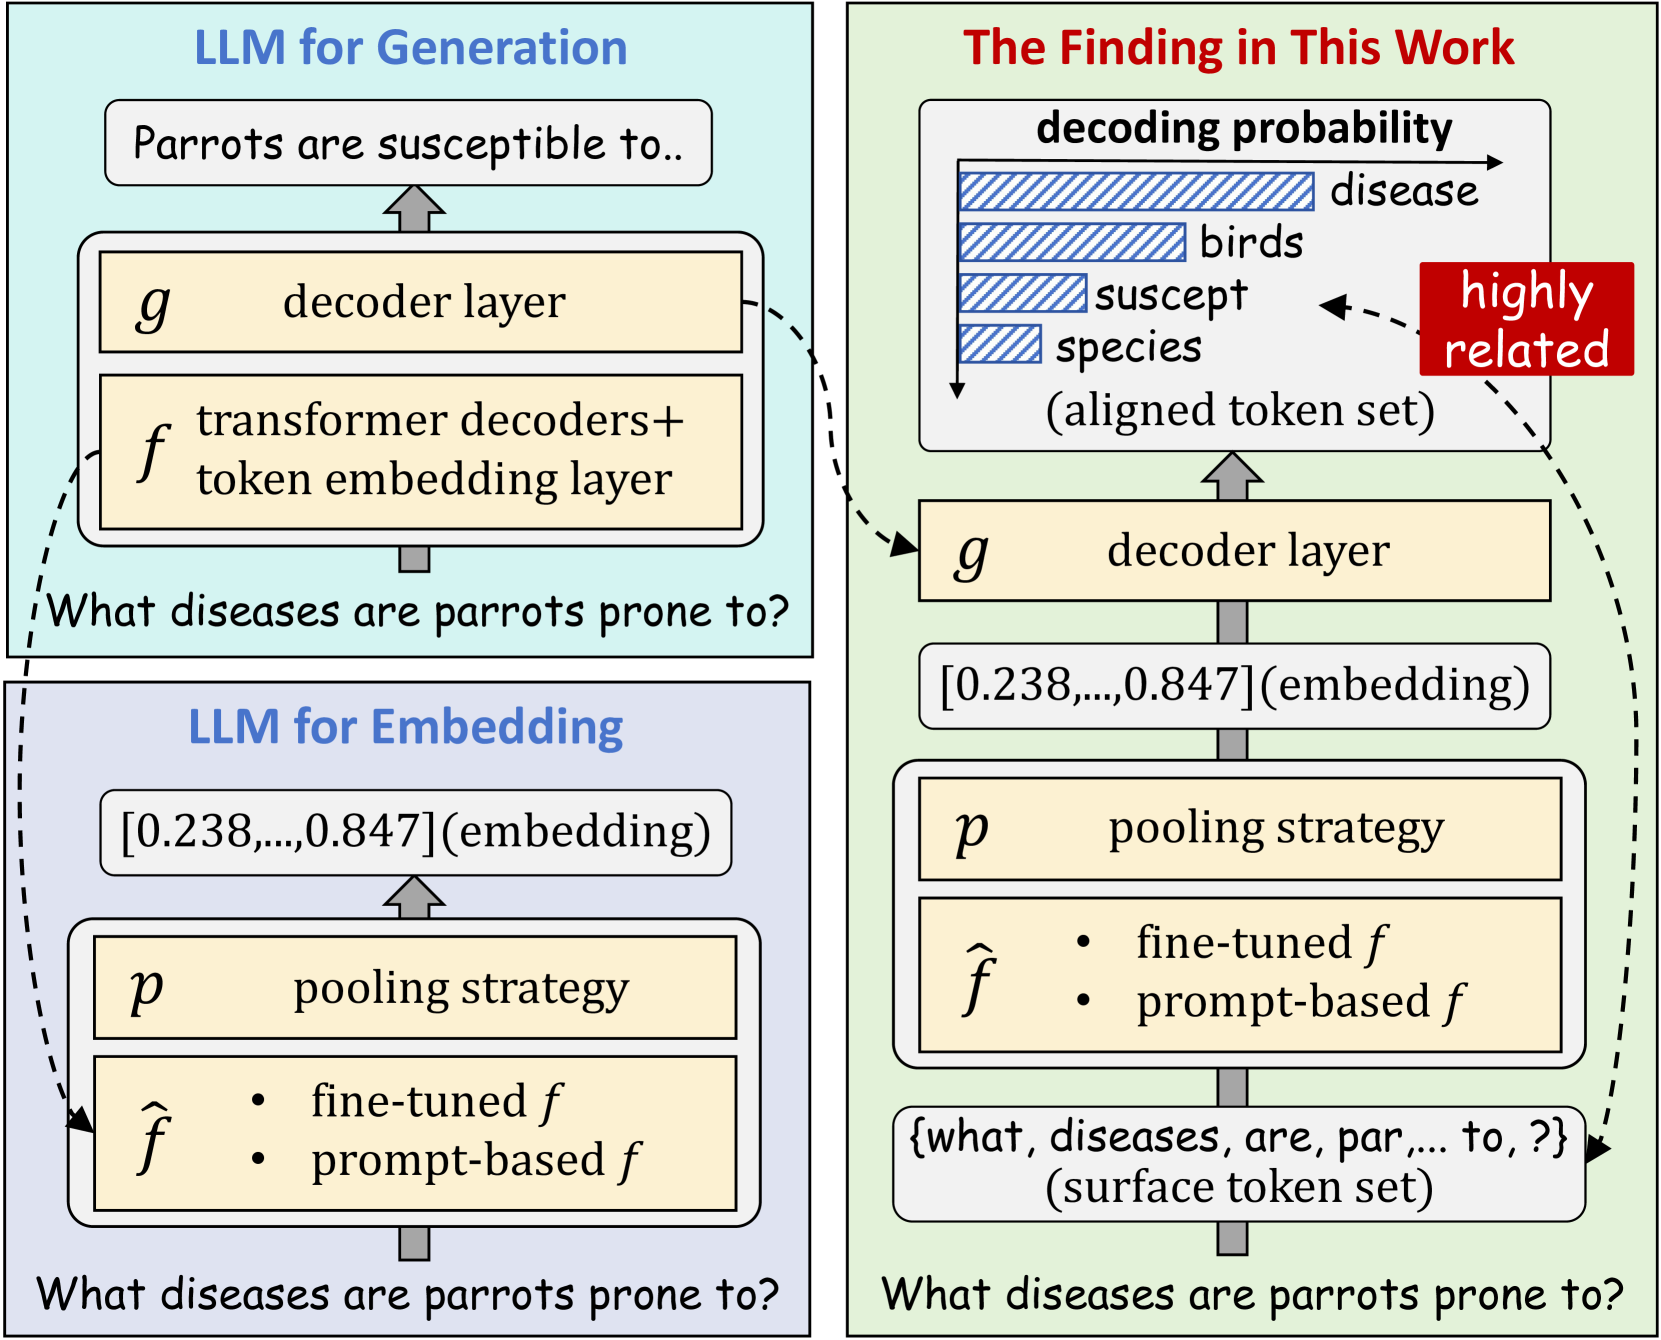 LLM for Generation
Parrots are susceptible to..
g decoder layer
f transformer decoders+
token embedding layer
What diseases are parrots prone to?
LLM for Embedding
[0.238,...,0.847](embedding)
p pooling strategy
f̂ • fine-tuned f
• prompt-based f
What diseases are parrots prone to?
The Finding in This Work
decoding probability
disease
birds
suscept
species
(aligned token set)
highly
related
g decoder layer
[0.238,...,0.847](embedding)
p pooling strategy
f̂ • fine-tuned f
• prompt-based f
{what, diseases, are, par,... to, ?}
(surface token set)
What diseases are parrots prone to?